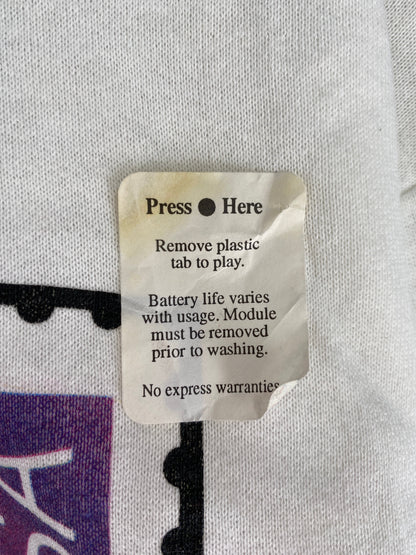 Press ● Here
Remove plastic
tab to play.
Battery life varies
with usage. Module
must be removed
prior to washing.
No express warranties